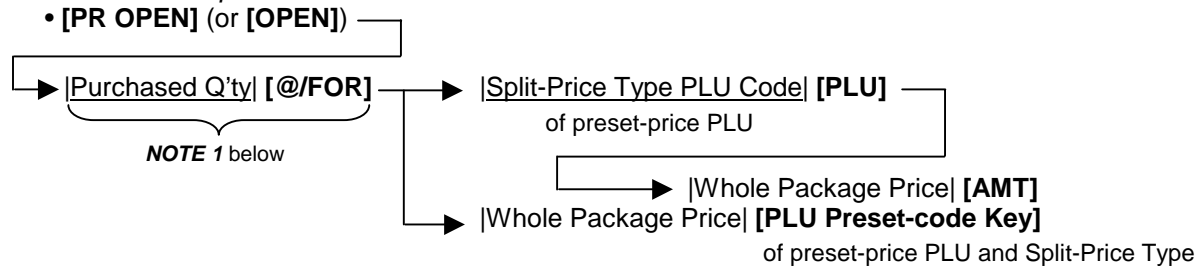 • [PR OPEN] (or [OPEN])
|Purchased Q'ty| [@/FOR]
|Split-Price Type PLU Code| [PLU]
of preset-price PLU
NOTE 1 below
|Whole Package Price| [AMT]
|Whole Package Price| [PLU Preset-code Key]
of preset-price PLU and Split-Price Type